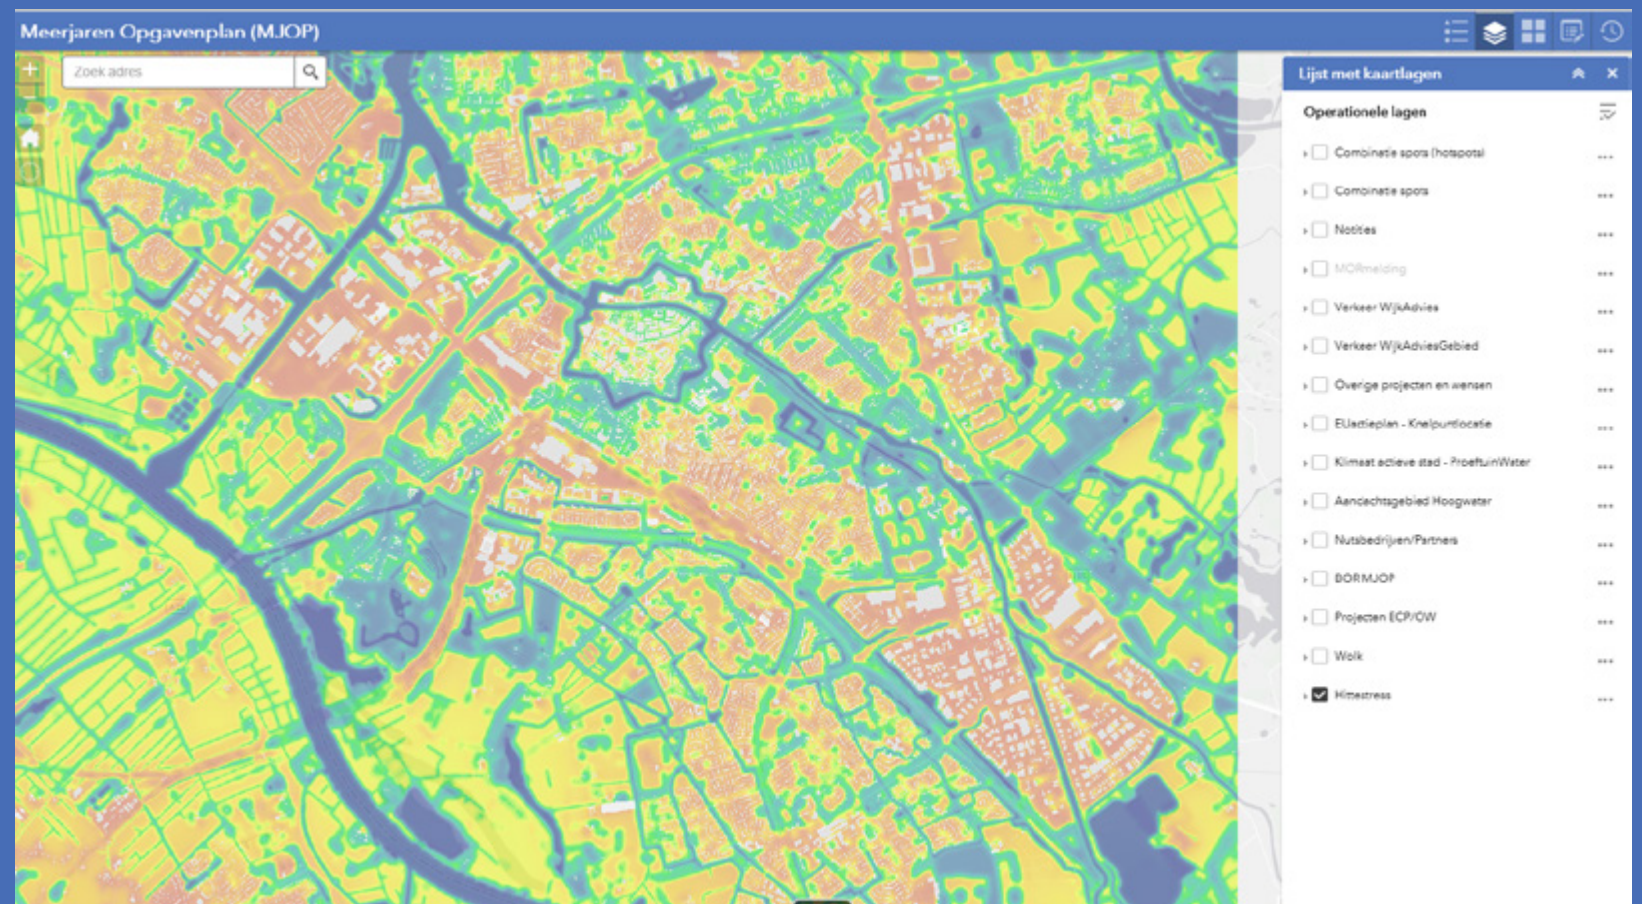 Meerjaren Opgavenplan (MJOP)
Zoek adres
Lijst met kaartlagen
Operationele lagen
Combinatie spots (hotspots)
Combinatie spots
Notities
MORmelding
Verkeer WijkAdvies
Verkeer WijkAdviesGebied
Overige projecten en wensen
EUactieplan - Knelpuntlocatie
Klimaat actieve stad - ProeftuinWater
Aandachtsgebied Hoogwater
Nutsbedrijven/Partners
BOR MJOP
Projecten ECP/OW
Wolk
Hittestress